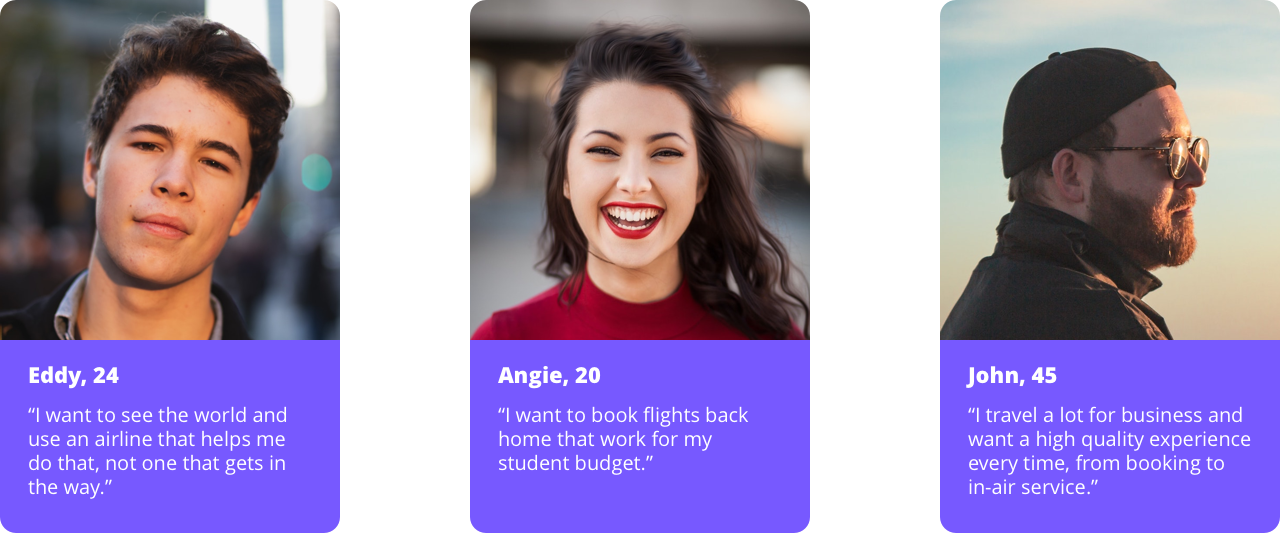 Eddy, 24
“I want to see the world and
use an airline that helps me
do that, not one that gets in
the way.”
Angie, 20
“I want to book flights back
home that work for my
student budget.”
John, 45
“I travel a lot for business and
want a high quality experience
every time, from booking to
in-air service.”